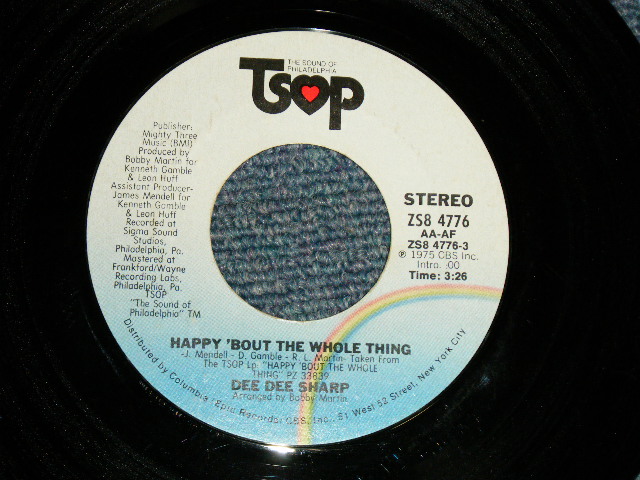 THE SOUND OF
PHILADELPHIA
TSOP
Publisher:
Mighty Three
Music (BMI)
Produced by
Bobby Martin for
Kenneth Gamble
& Leon Huff
Assistant Producer-
James Mendell for
Kenneth Gamble
& Leon Huff
Recorded at
Sigma Sound
Studios,
Philadelphia, Pa.
Mastered at
Frankford/Wayne
Recording Labs,
Philadelphia, Pa.
TSOP
"The Sound of
Philadelphia" TM
STEREO
ZS8 4776
AA-AF
ZS8 4776-3
℗ 1975 CBS Inc.
Intro. :00
Time: 3:26
HAPPY 'BOUT THE WHOLE THING
-J. Mendell - D. Gamble - R. L. Martin- Taken From
The TSOP Lp. "HAPPY 'BOUT THE WHOLE
THING" PZ 33839
DEE DEE SHARP
Arranged by Bobby Martin
Distributed by Columbia/Epic Records/CBS, Inc., 51 West 52 Street, New York City